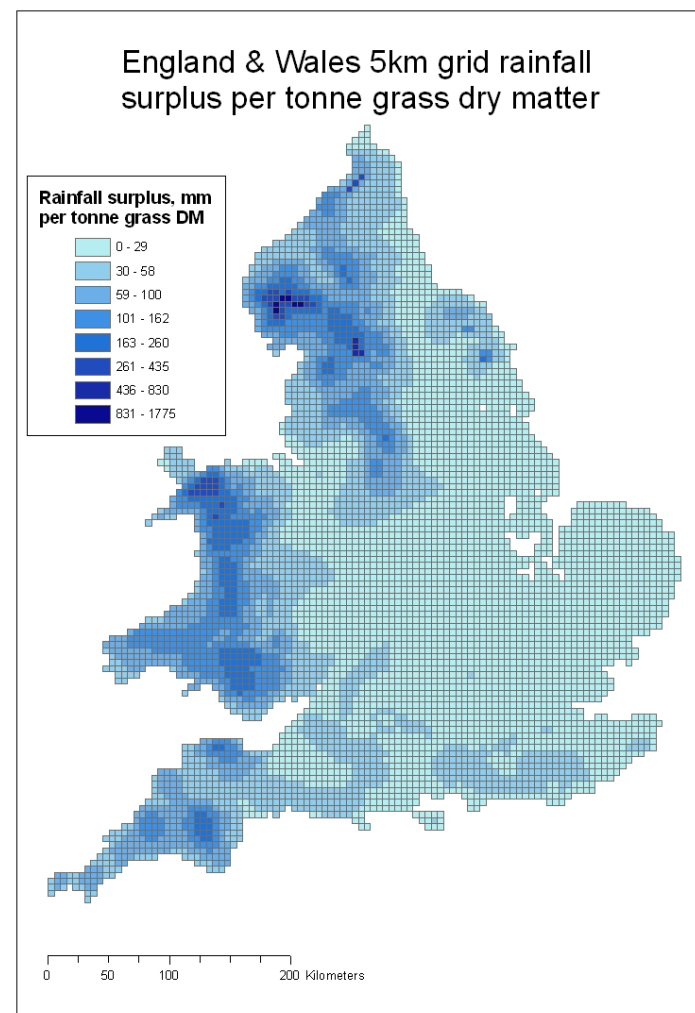 England & Wales 5km grid rainfall
surplus per tonne grass dry matter
Rainfall surplus, mm
per tonne grass DM
0 - 29
30 - 58
59 - 100
101 - 162
163 - 260
261 - 435
436 - 830
831 - 1775
0 50 100 200 Kilometers